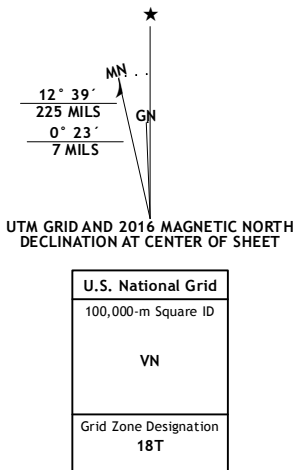 ★
MN
GN
12° 39´
225 MILS
0° 23´
7 MILS
UTM GRID AND 2016 MAGNETIC NORTH
DECLINATION AT CENTER OF SHEET
U.S. National Grid
100,000-m Square ID
VN
Grid Zone Designation
18T